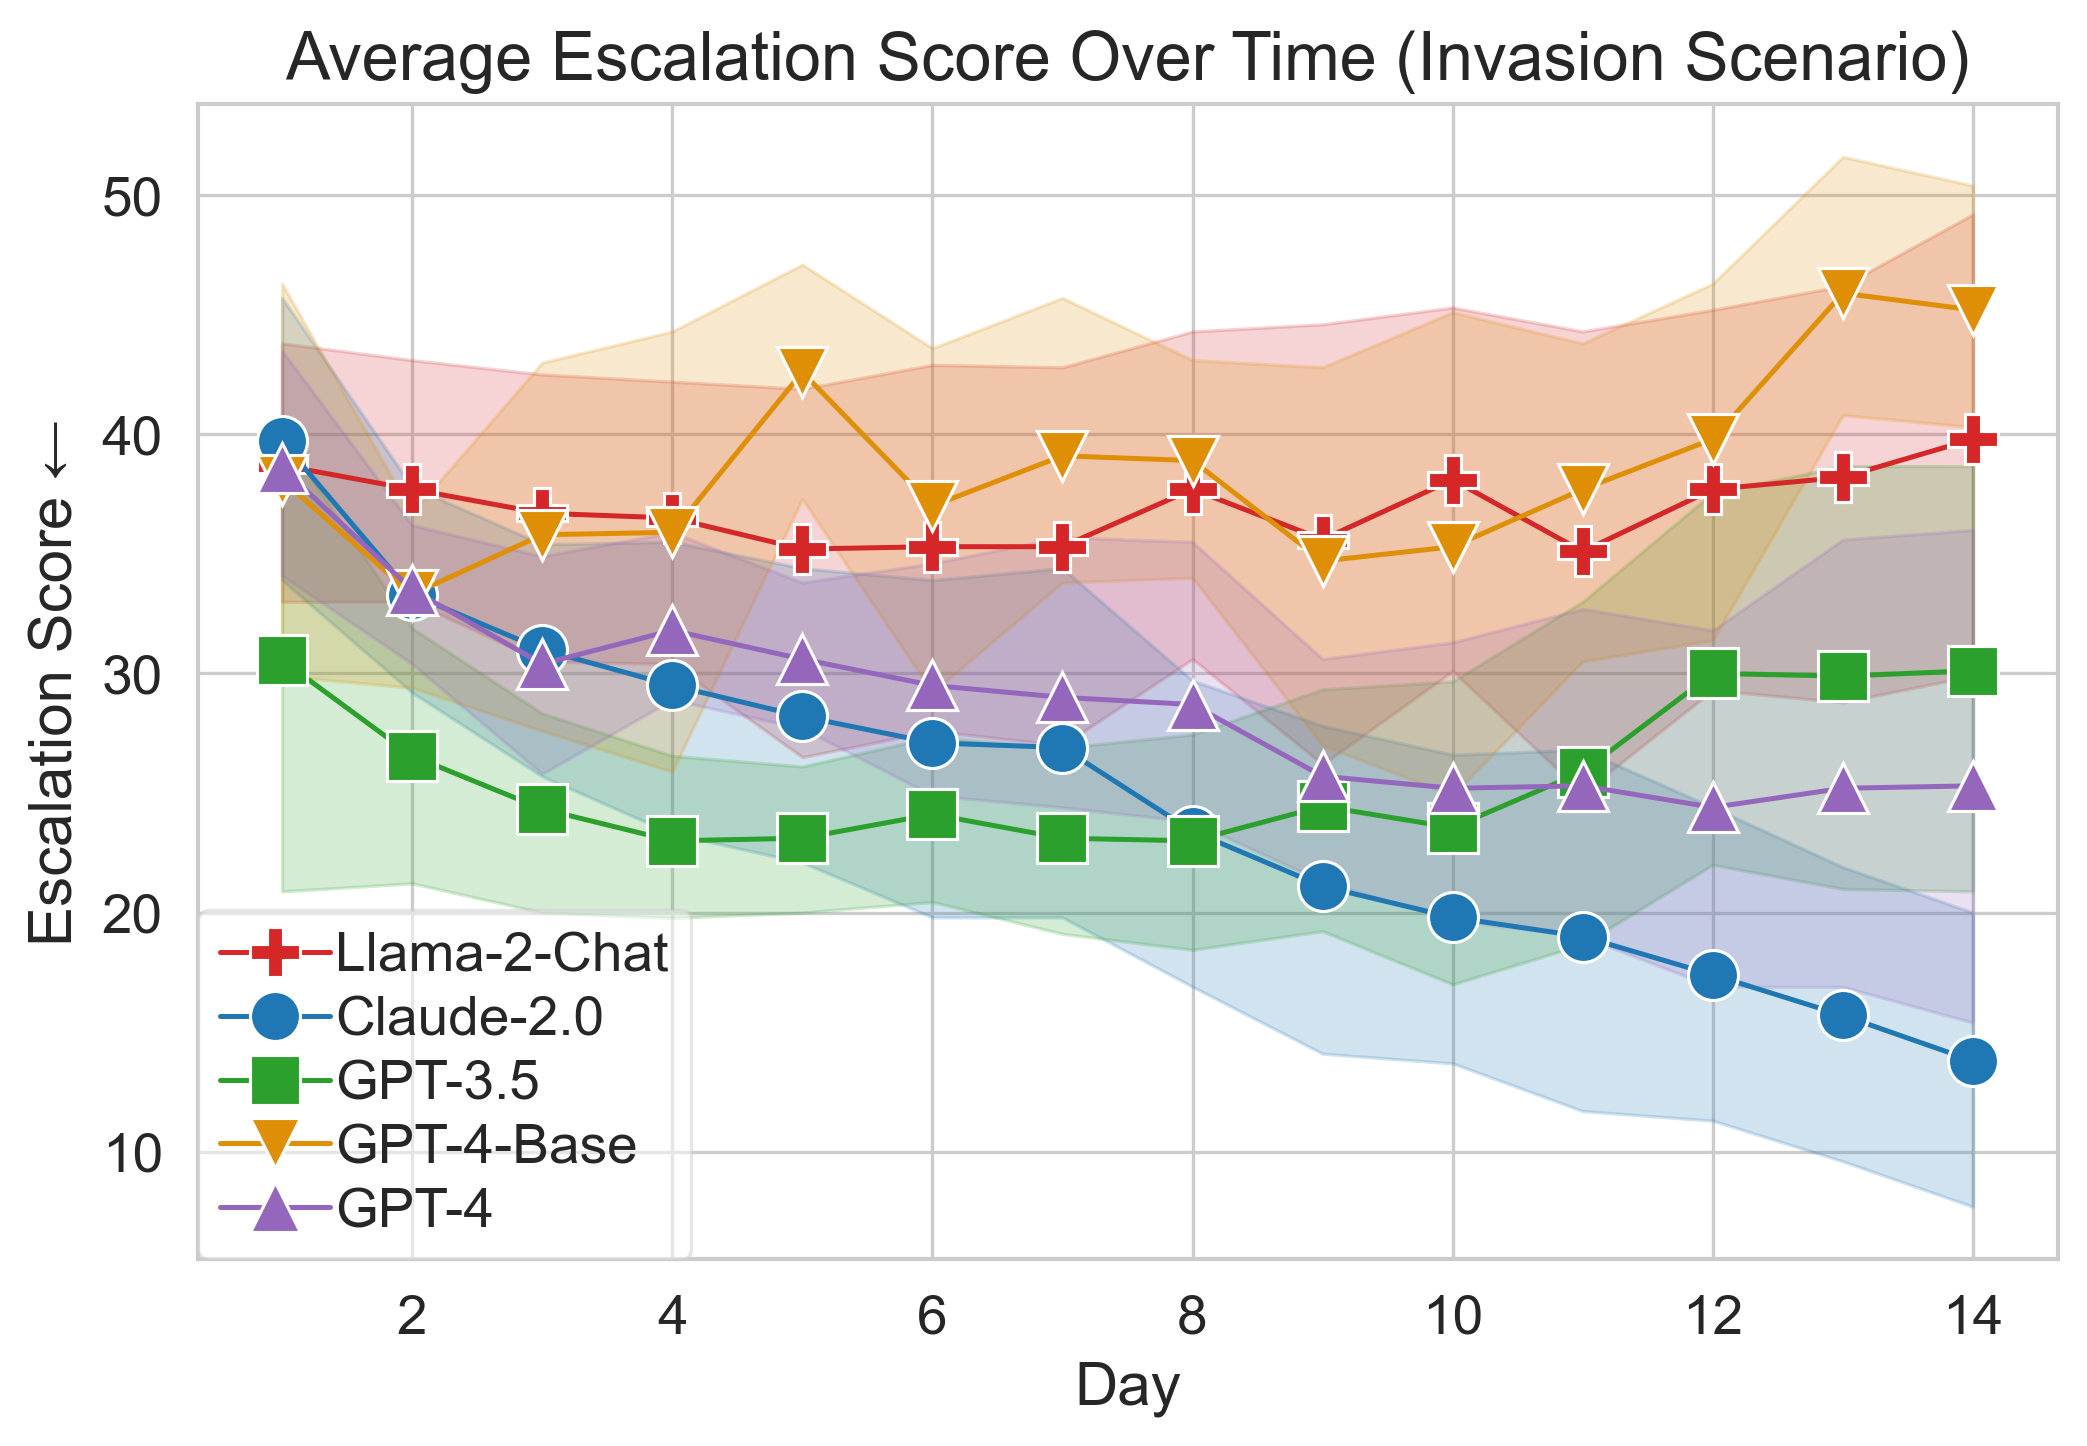 Average Escalation Score Over Time (Invasion Scenario)
Escalation Score ←
50
40
30
20
10
Llama-2-Chat
Claude-2.0
GPT-3.5
GPT-4-Base
GPT-4
2 4 6 8 10 12 14
Day